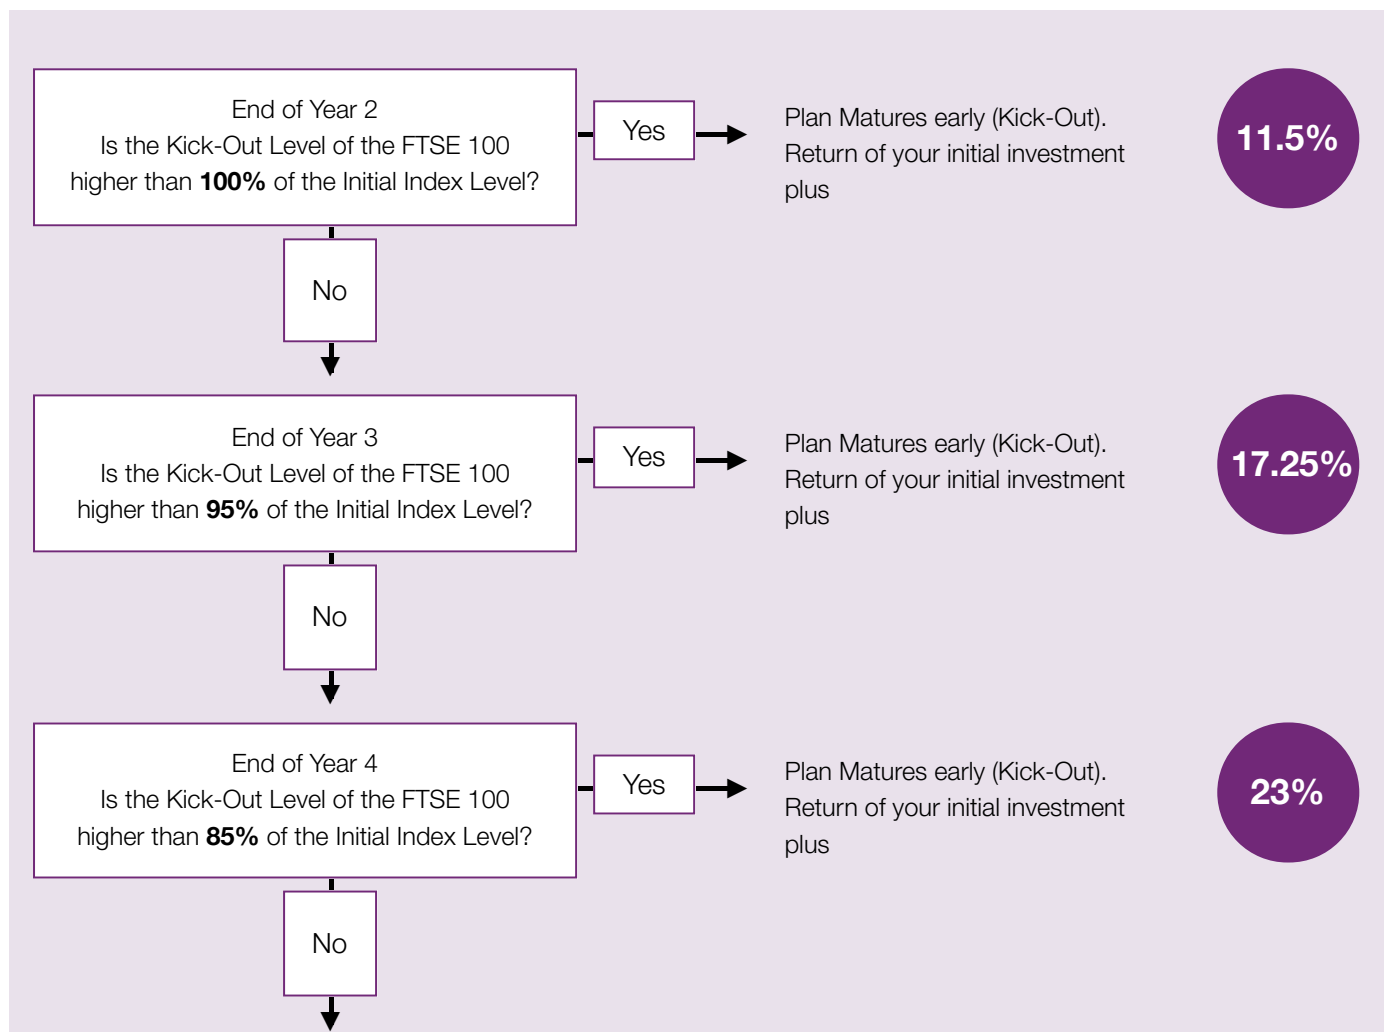 End of Year 2
Is the Kick-Out Level of the FTSE 100
higher than 100% of the Initial Index Level?
Yes
Plan Matures early (Kick-Out).
Return of your initial investment
plus
11.5%
No
End of Year 3
Is the Kick-Out Level of the FTSE 100
higher than 95% of the Initial Index Level?
Yes
Plan Matures early (Kick-Out).
Return of your initial investment
plus
17.25%
No
End of Year 4
Is the Kick-Out Level of the FTSE 100
higher than 85% of the Initial Index Level?
Yes
Plan Matures early (Kick-Out).
Return of your initial investment
plus
23%
No